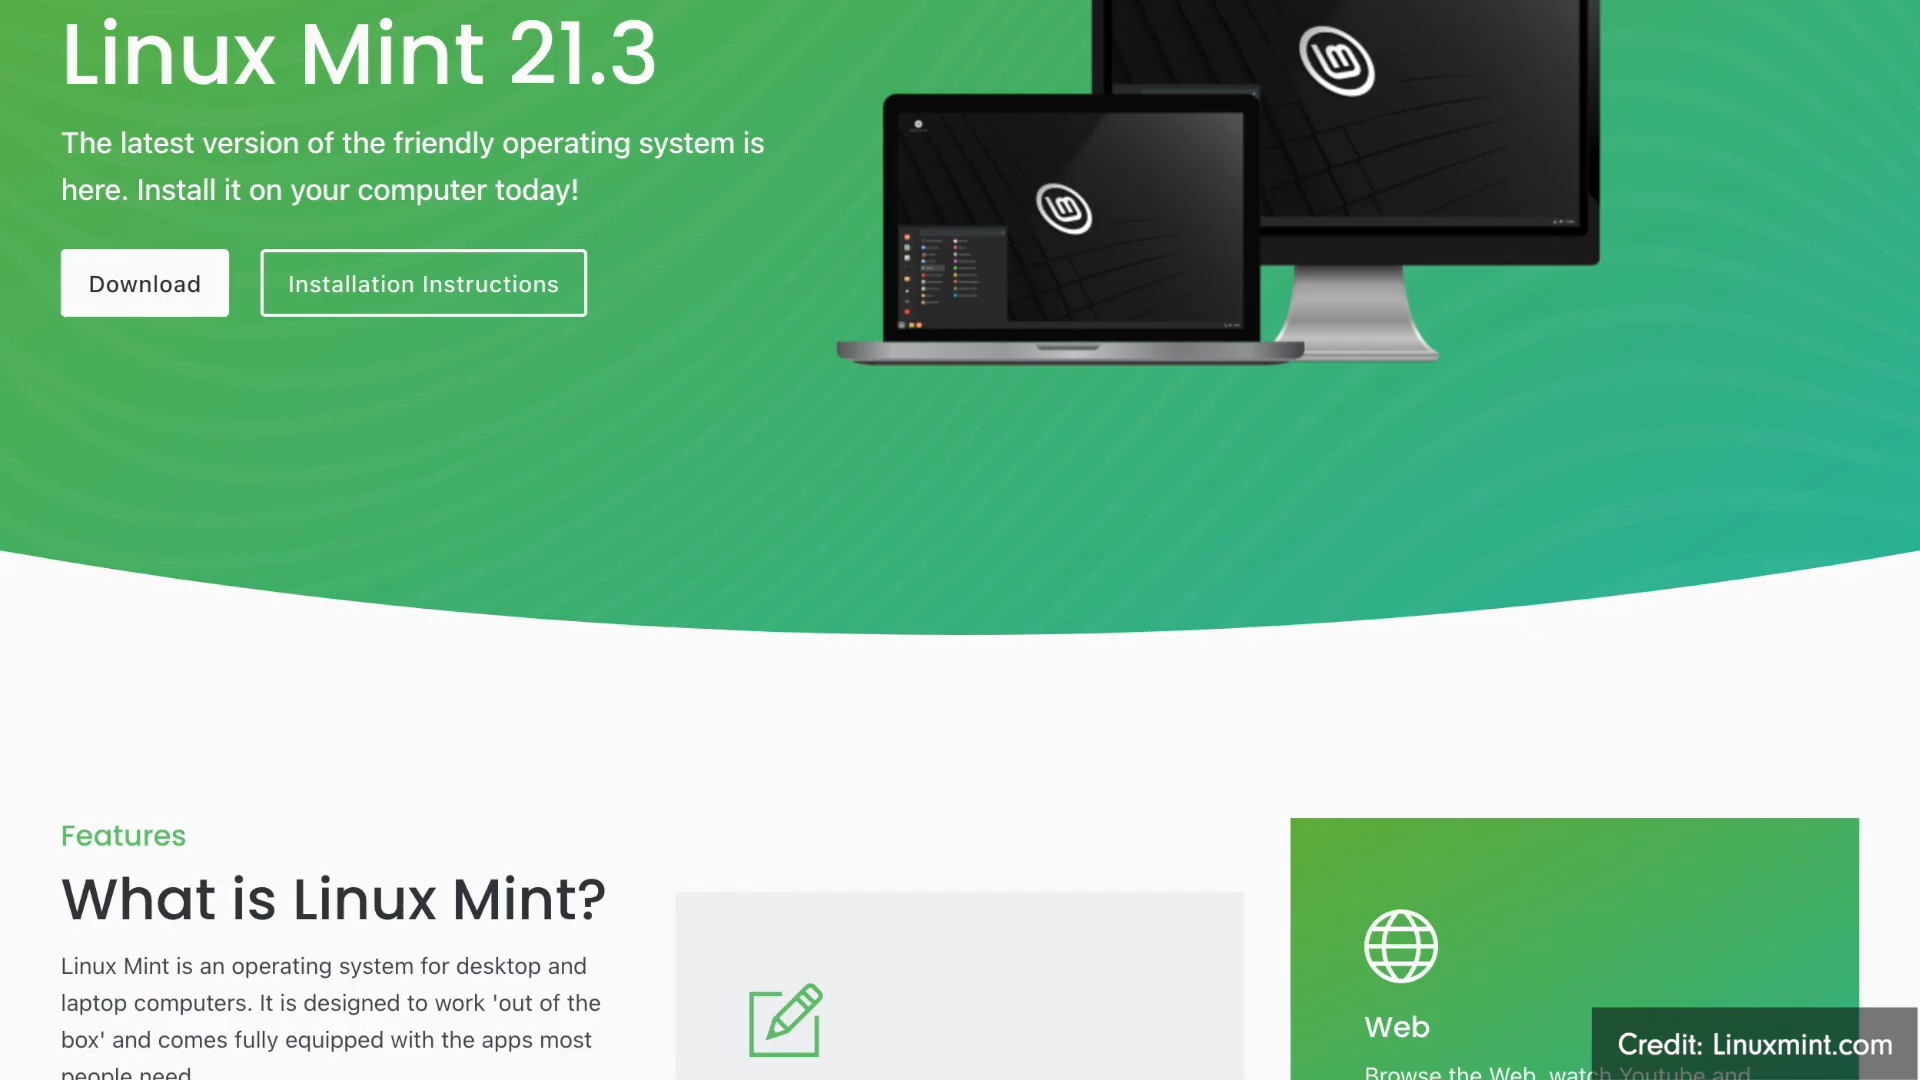 Linux Mint 21.3
The latest version of the friendly operating system is
here. Install it on your computer today!
Download
Installation Instructions
Features
What is Linux Mint?
Linux Mint is an operating system for desktop and
laptop computers. It is designed to work 'out of the
box' and comes fully equipped with the apps most
people need.
Web
Browse the Web, watch Youtube and
Credit: Linuxmint.com